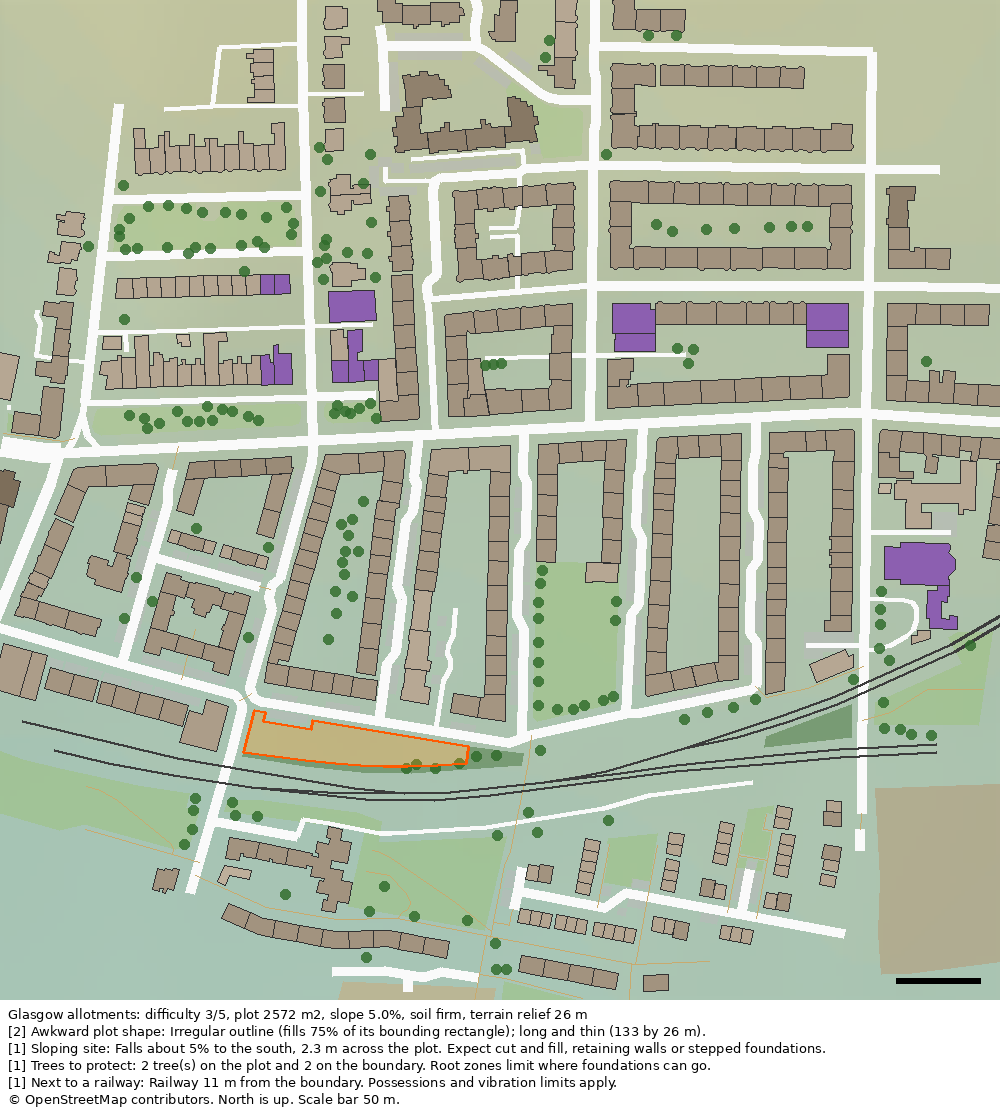 Glasgow allotments: difficulty 3/5, plot 2572 m2, slope 5.0%, soil firm, terrain relief 26 m
[2] Awkward plot shape: Irregular outline (fills 75% of its bounding rectangle); long and thin (133 by 26 m).
[1] Sloping site: Falls about 5% to the south, 2.3 m across the plot. Expect cut and fill, retaining walls or stepped foundations.
[1] Trees to protect: 2 tree(s) on the plot and 2 on the boundary. Root zones limit where foundations can go.
[1] Next to a railway: Railway 11 m from the boundary. Possessions and vibration limits apply.
© OpenStreetMap contributors. North is up. Scale bar 50 m.